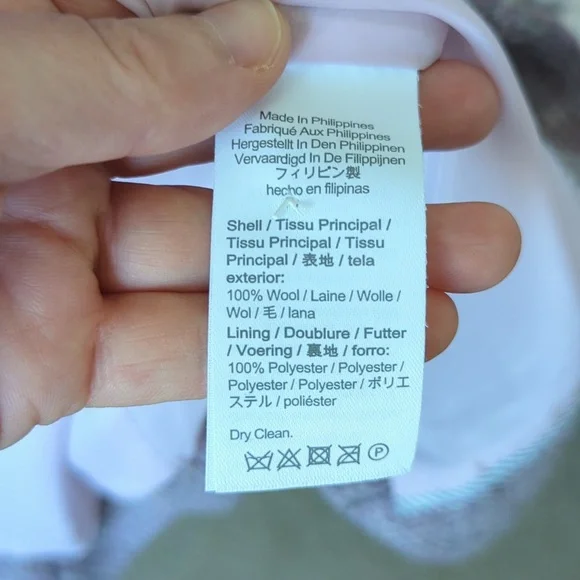 Made In Philippines
Fabriqué Aux Philippines
Hergestellt In Den Philippinen
Vervaardigd In De Filippijnen
フィリピン製
hecho en filipinas
Shell / Tissu Principal /
Tissu Principal / Tissu
Principal / 表地 / tela
exterior:
100% Wool / Laine / Wolle /
Wol / 毛 / lana
Lining / Doublure / Futter
/ Voering / 裏地 / forro:
100% Polyester / Polyester /
Polyester / Polyester / ポリエ
ステル / poliéster
Dry Clean.
P